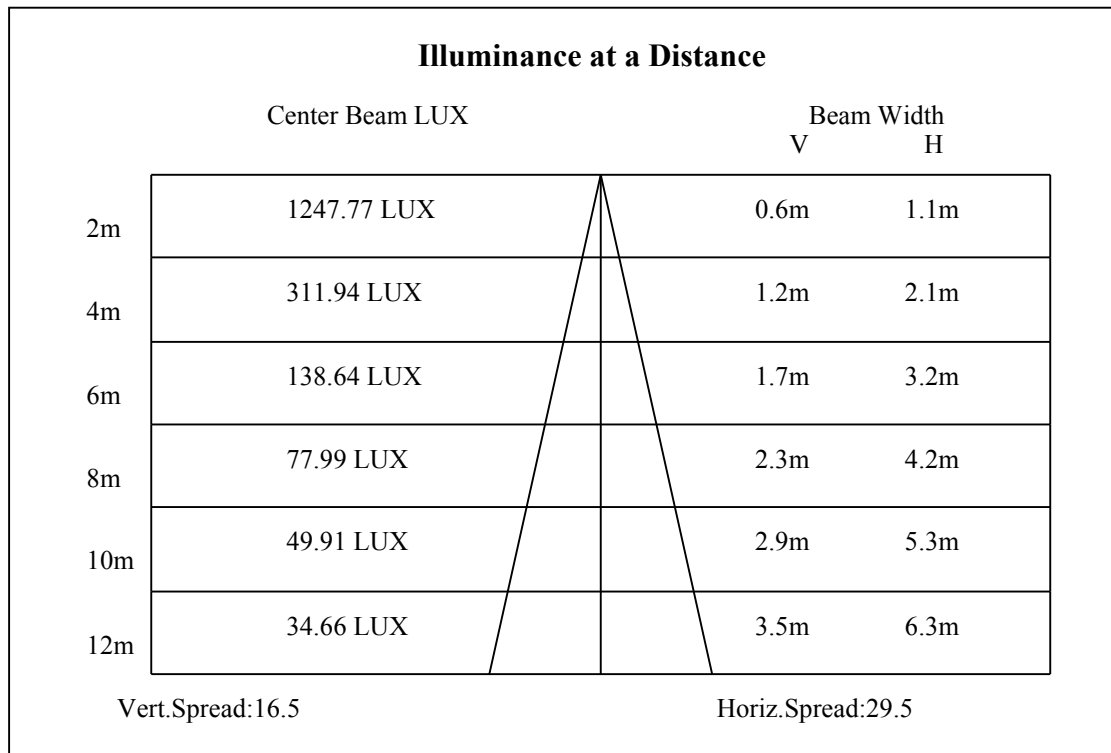 Illuminance at a Distance
Center Beam LUX Beam Width
V H
2m 1247.77 LUX 0.6m 1.1m
4m 311.94 LUX 1.2m 2.1m
6m 138.64 LUX 1.7m 3.2m
8m 77.99 LUX 2.3m 4.2m
10m 49.91 LUX 2.9m 5.3m
12m 34.66 LUX 3.5m 6.3m
Vert.Spread:16.5 Horiz.Spread:29.5